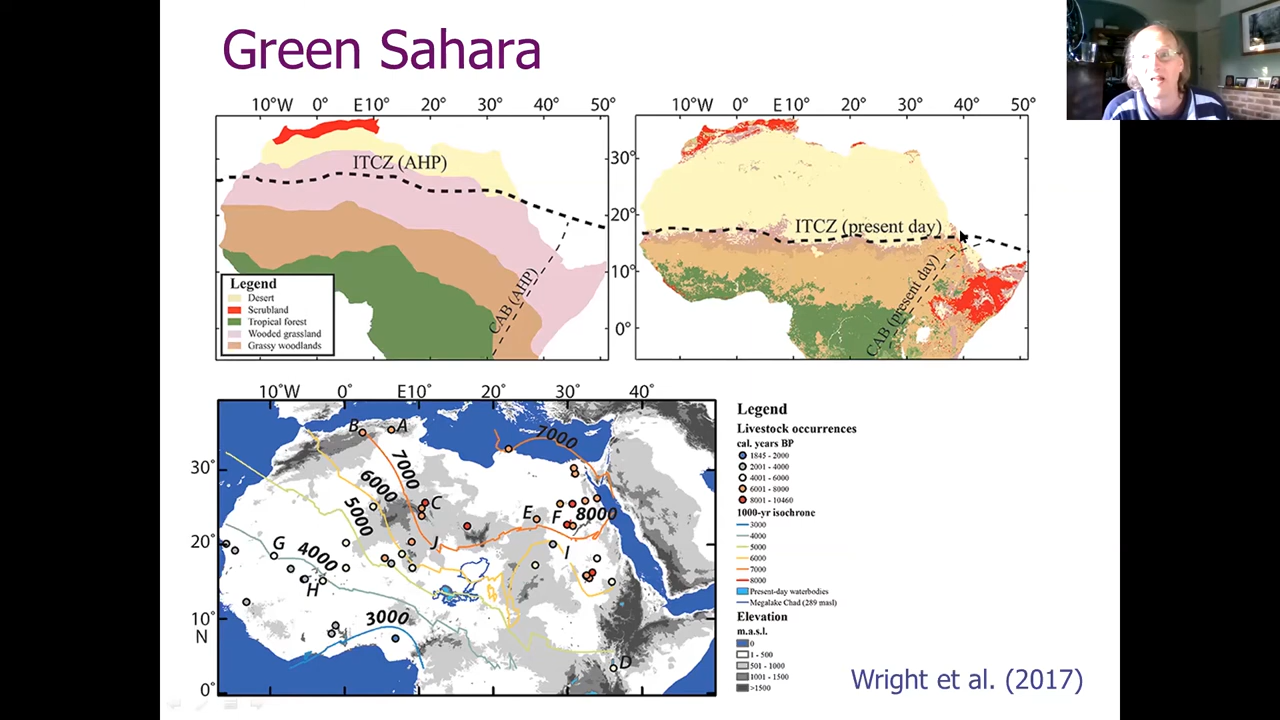 Green Sahara
10°W 0° E10° 20° 30° 40° 50°
10°W 0° E10° 20° 30° 40° 50°
ITCZ (AHP)
CAB (AHP)
Legend
Desert
Scrubland
Tropical forest
Wooded grassland
Grassy woodlands
30°
20°
10°
0°
ITCZ (present day)
CAB (present day)
10°W 0° E10° 20° 30° 40°
30°
20°
10°
N
0°
B A
7000
7000
6000
C
5000
E F 8000
J
I
G
4000
H
3000
D
Legend
Livestock occurrences
cal. years BP
1845 - 2000
2001 - 4000
4001 - 6000
6001 - 8000
8001 - 10460
1000-yr isochrone
3000
4000
5000
6000
7000
8000
Present-day waterbodies
Megalake Chad (289 masl)
Elevation
m.a.s.l.
0
1 - 500
501 - 1000
1001 - 1500
>1500
Wright et al. (2017)